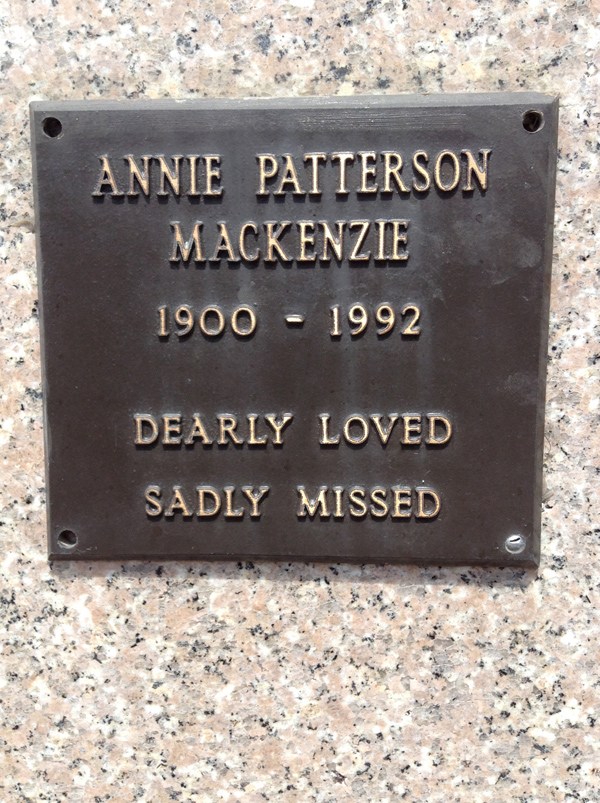 ANNIE PATTERSON
MACKENZIE
1900 - 1992
DEARLY LOVED
SADLY MISSED